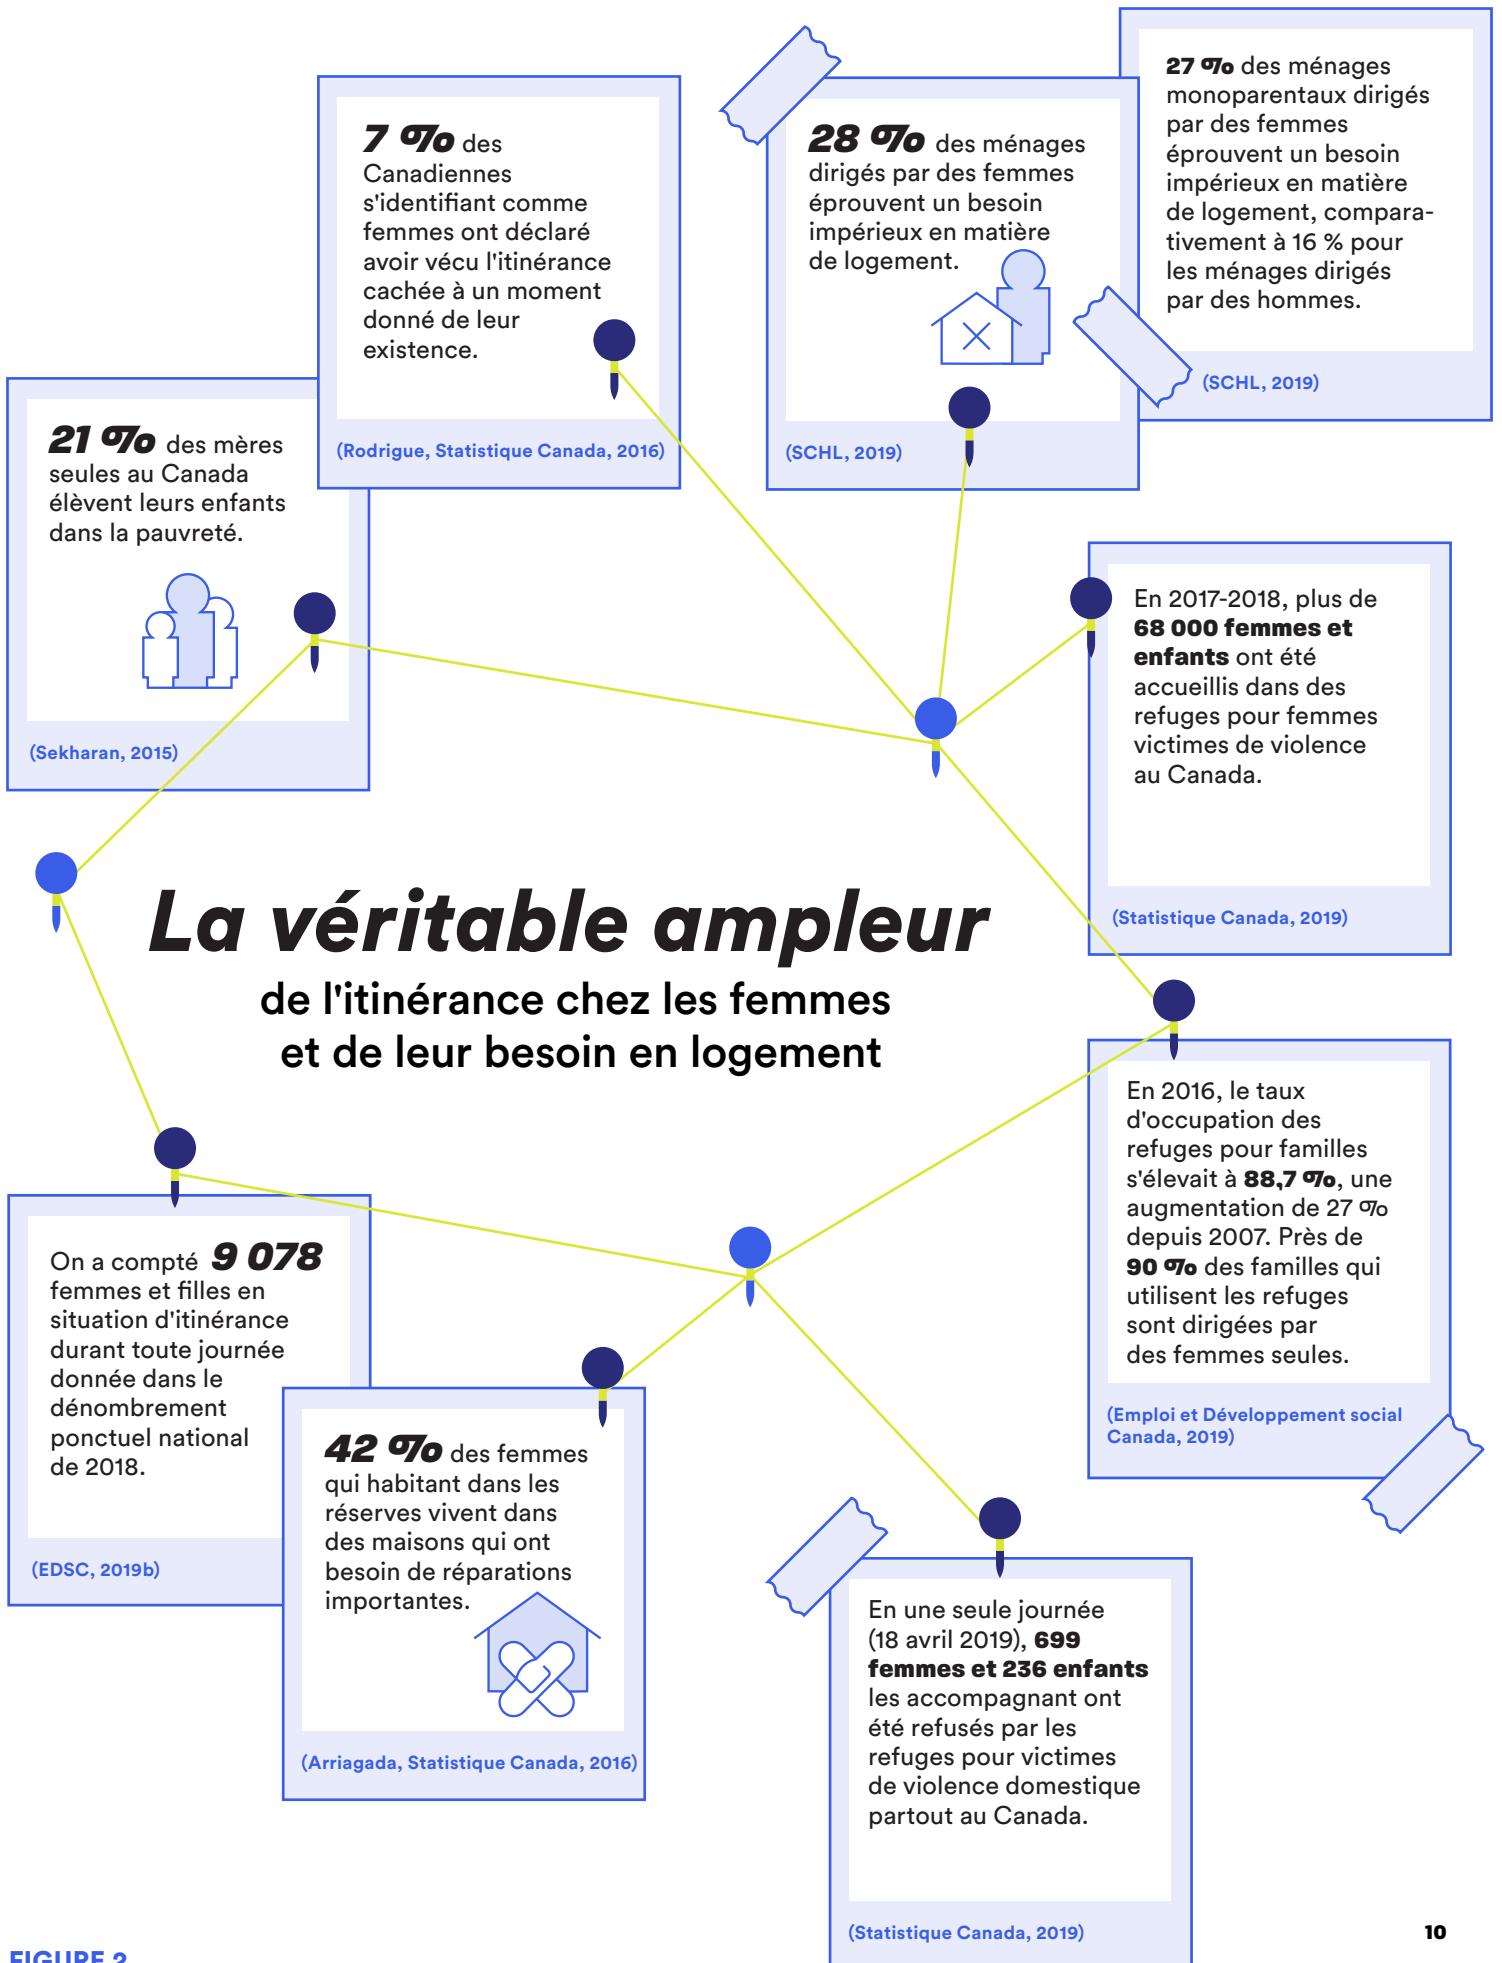 7 % des
Canadiennes
s'identifiant comme
femmes ont déclaré
avoir vécu l'itinérance
cachée à un moment
donné de leur
existence.
(Rodrigue, Statistique Canada, 2016)
28 % des ménages
dirigés par des femmes
éprouvent un besoin
impérieux en matière
de logement.
(SCHL, 2019)
27 % des ménages
monoparentaux dirigés
par des femmes
éprouvent un besoin
impérieux en matière
de logement, compara-
tivement à 16 % pour
les ménages dirigés
par des hommes.
(SCHL, 2019)
21 % des mères
seules au Canada
élèvent leurs enfants
dans la pauvreté.
(Sekharan, 2015)
En 2017-2018, plus de
68 000 femmes et
enfants ont été
accueillis dans des
refuges pour femmes
victimes de violence
au Canada.
(Statistique Canada, 2019)
La véritable ampleur
de l'itinérance chez les femmes
et de leur besoin en logement
En 2016, le taux
d'occupation des
refuges pour familles
s'élevait à 88,7 %, une
augmentation de 27 %
depuis 2007. Près de
90 % des familles qui
utilisent les refuges
sont dirigées par
des femmes seules.
(Emploi et Développement social
Canada, 2019)
On a compté 9 078
femmes et filles en
situation d'itinérance
durant toute journée
donnée dans le
dénombrement
ponctuel national
de 2018.
(EDSC, 2019b)
42 % des femmes
qui habitant dans les
réserves vivent dans
des maisons qui ont
besoin de réparations
importantes.
(Arriagada, Statistique Canada, 2016)
En une seule journée
(18 avril 2019), 699
femmes et 236 enfants
les accompagnant ont
été refusés par les
refuges pour victimes
de violence domestique
partout au Canada.
(Statistique Canada, 2019)
10
FIGURE 2